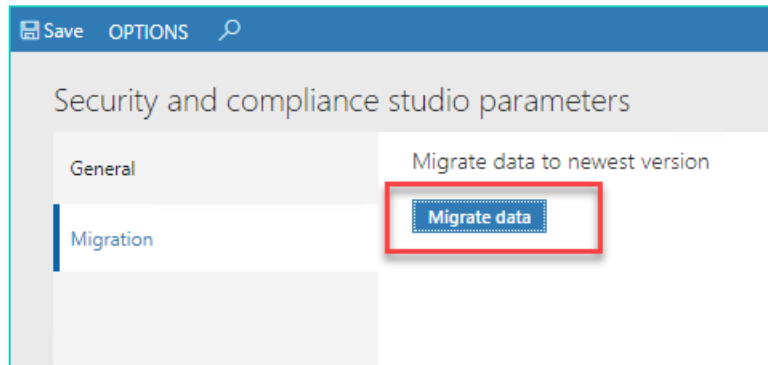 Save OPTIONS
Security and compliance studio parameters
General
Migrate data to newest version
Migrate data
Migration